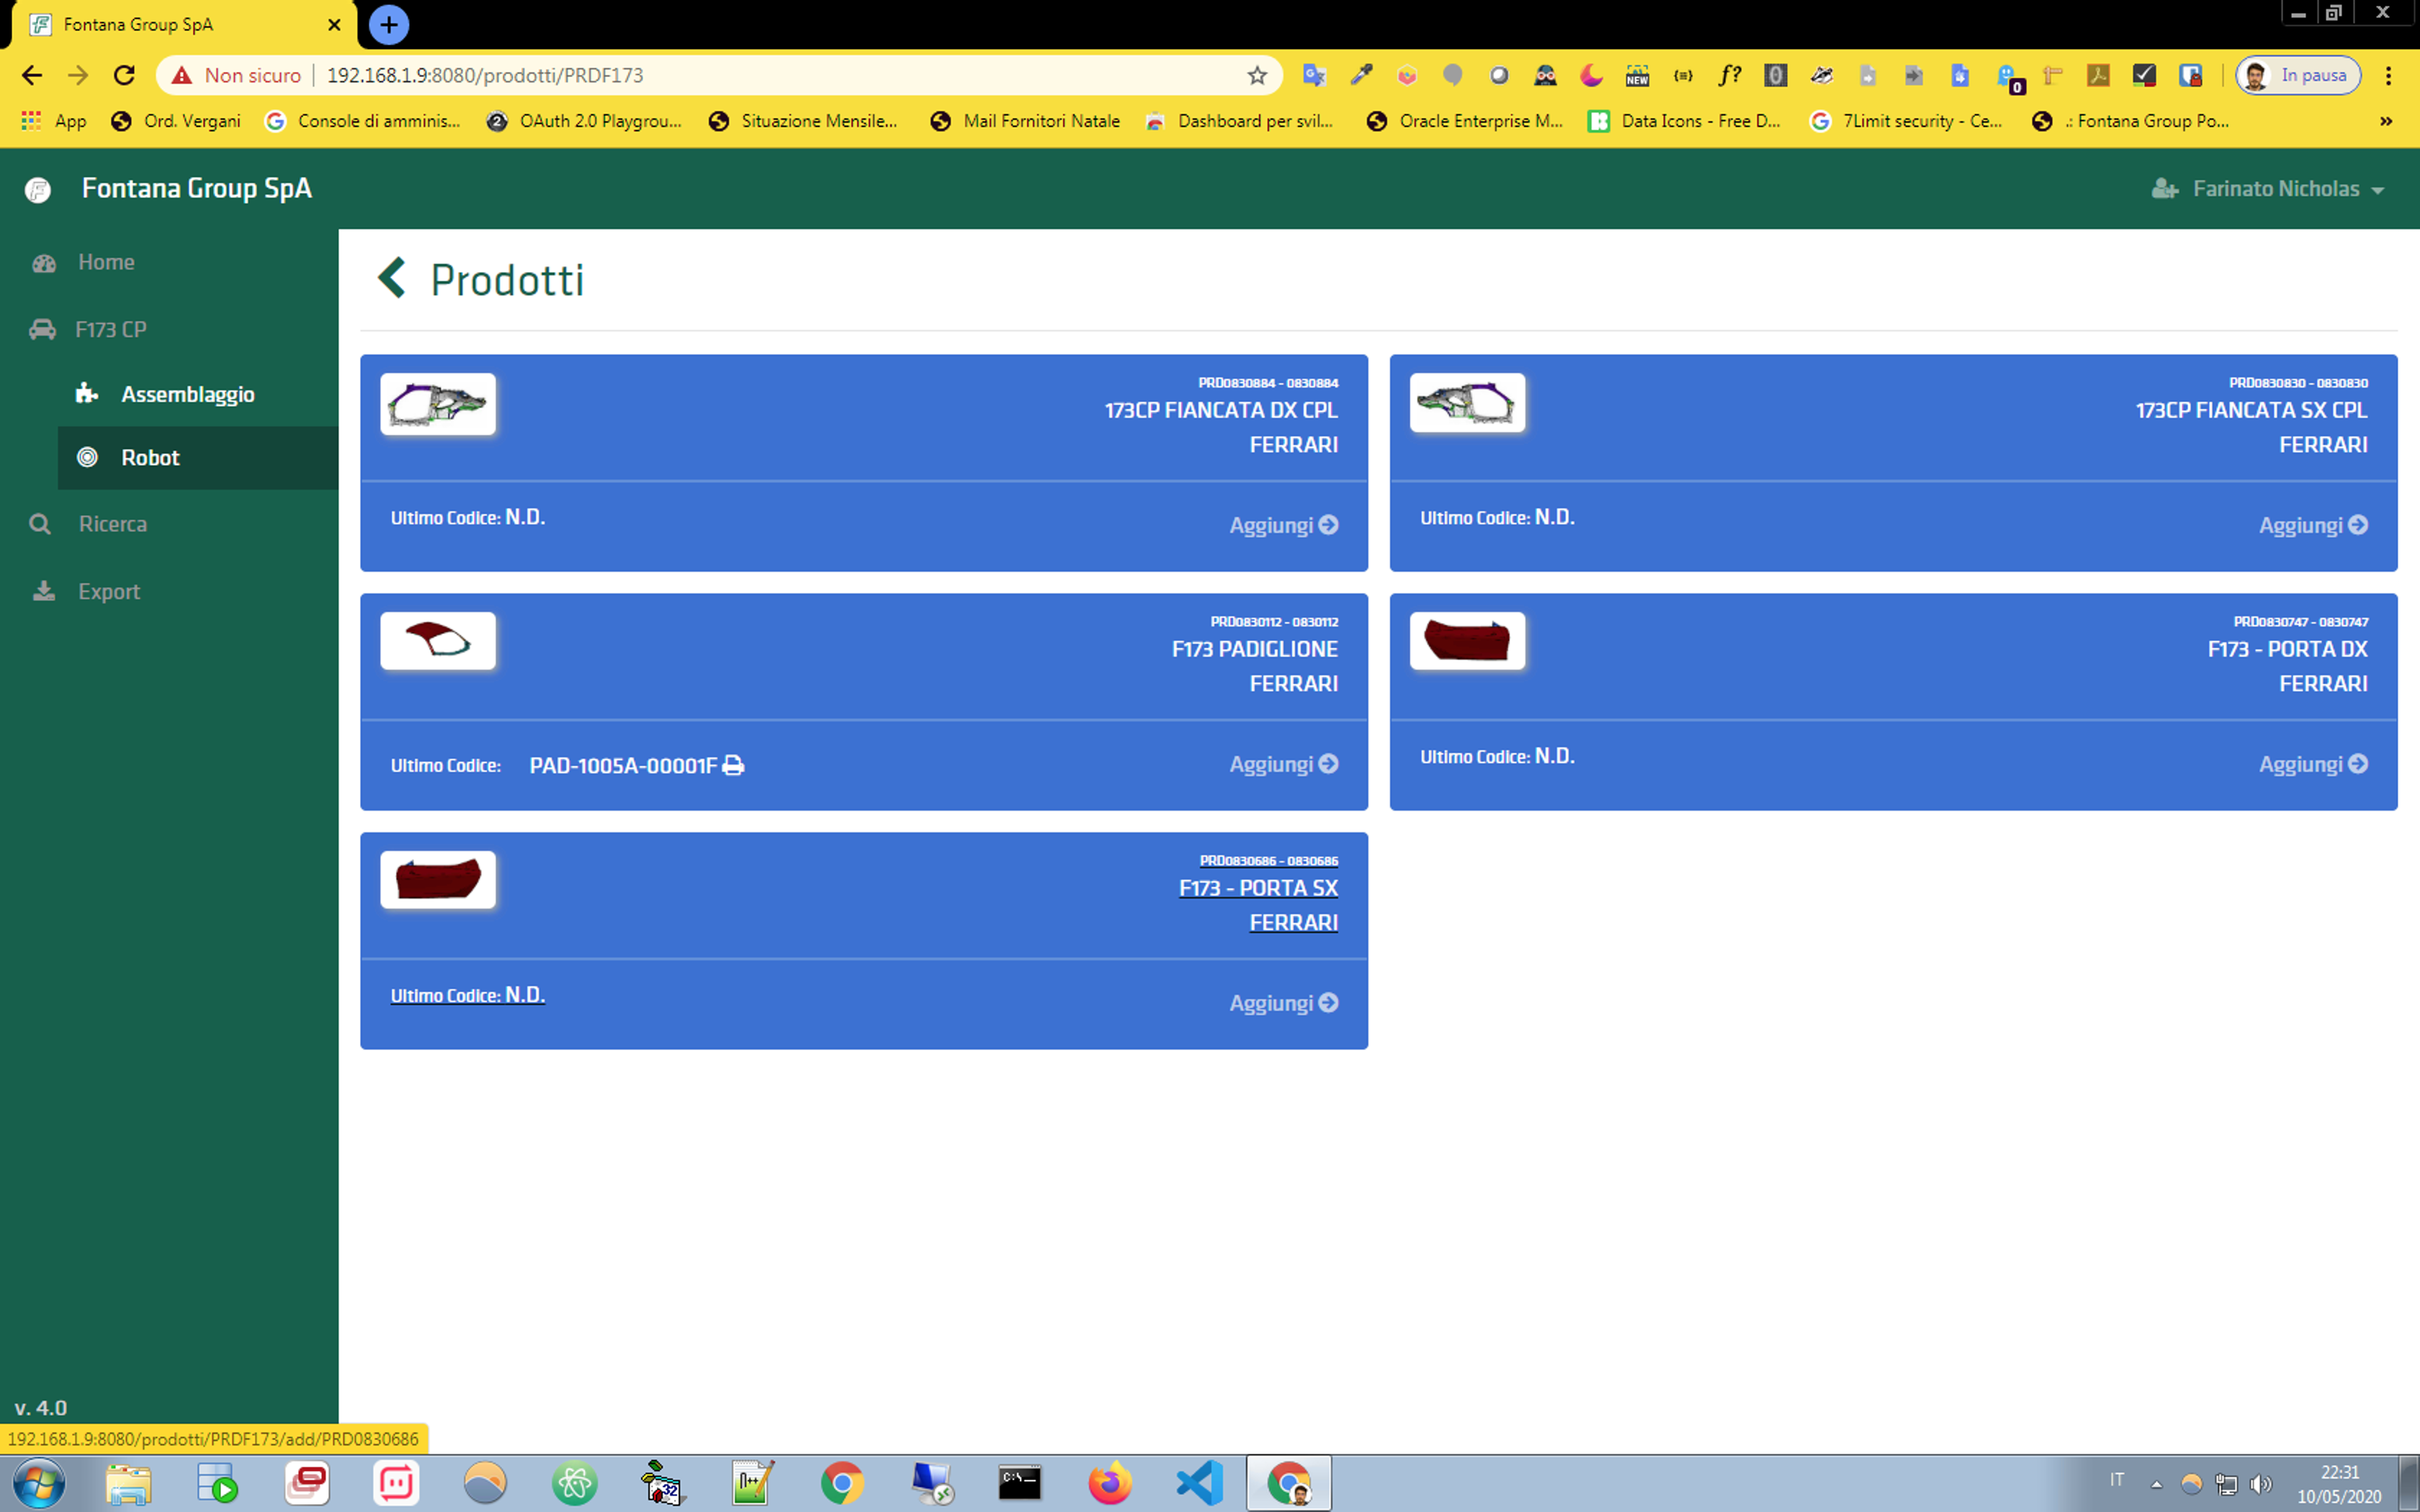 Fontana Group SpA
Non sicuro
192.168.1.9:8080/prodotti/PRDF173
NEW
f?
0
In pausa
App
Ord. Vergani
Console di amminis...
OAuth 2.0 Playgrou...
Situazione Mensile...
Mail Fornitori Natale
Dashboard per svil...
Oracle Enterprise M...
Data Icons - Free D...
7Limit security - Ce...
.: Fontana Group Po...
»
Fontana Group SpA
Farinato Nicholas
Home
F173 CP
Assemblaggio
Robot
Ricerca
Export
Prodotti
PRD0830884 - 0830884
173CP FIANCATA DX CPL
FERRARI
Ultimo Codice: N.D.
Aggiungi
PRD0830830 - 0830830
173CP FIANCATA SX CPL
FERRARI
Ultimo Codice: N.D.
Aggiungi
PRD0830112 - 0830112
F173 PADIGLIONE
FERRARI
Ultimo Codice: PAD-1005A-00001F
Aggiungi
PRD0830747 - 0830747
F173 - PORTA DX
FERRARI
Ultimo Codice: N.D.
Aggiungi
PRD0830686 - 0830686
F173 - PORTA SX
FERRARI
Ultimo Codice: N.D.
Aggiungi
v. 4.0
192.168.1.9:8080/prodotti/PRDF173/add/PRD0830686
IT
22:31
10/05/2020